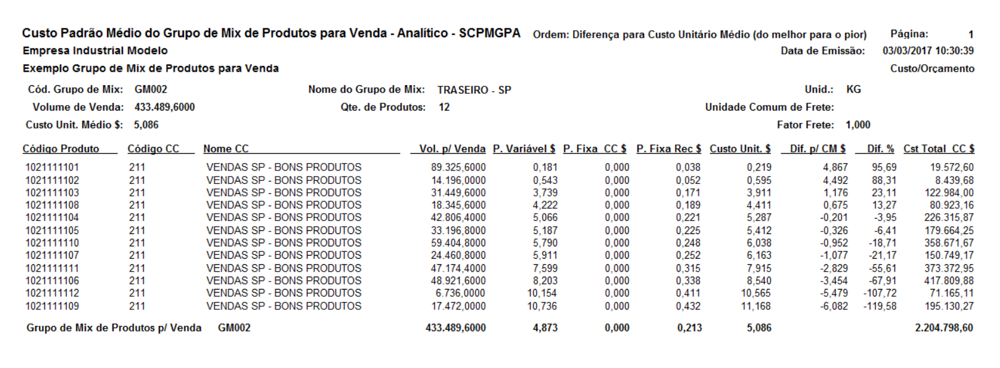 Custo Padrão Médio do Grupo de Mix de Produtos para Venda - Analítico - SCPMGPA Ordem: Diferença para Custo Unitário Médio (do melhor para o pior) Página: 1
Empresa Industrial Modelo Data de Emissão: 03/03/2017 10:30:39
Exemplo Grupo de Mix de Produtos para Venda Custo/Orçamento
Cód. Grupo de Mix: GM002 Nome do Grupo de Mix: TRASEIRO - SP Unid.: KG
Volume de Venda: 433.489,6000 Qte. de Produtos: 12 Unidade Comum de Frete:
Custo Unit. Médio $: 5,086 Fator Frete: 1,000
Código Produto Código CC Nome CC Vol. p/ Venda P. Variável $ P. Fixa CC $ P. Fixa Rec $ Custo Unit. $ Dif. p/ CM $ Dif. % Cst Total CC $
1021111101 211 VENDAS SP - BONS PRODUTOS 89.325,6000 0,181 0,000 0,038 0,219 4,867 95,69 19.572,60
1021111102 211 VENDAS SP - BONS PRODUTOS 14.196,0000 0,543 0,000 0,052 0,595 4,492 88,31 8.439,68
1021111103 211 VENDAS SP - BONS PRODUTOS 31.449,6000 3,739 0,000 0,171 3,911 1,176 23,11 122.984,00
1021111108 211 VENDAS SP - BONS PRODUTOS 18.345,6000 4,222 0,000 0,189 4,411 0,675 13,27 80.923,16
1021111104 211 VENDAS SP - BONS PRODUTOS 42.806,4000 5,066 0,000 0,221 5,287 -0,201 -3,95 226.315,87
1021111105 211 VENDAS SP - BONS PRODUTOS 33.196,8000 5,187 0,000 0,225 5,412 -0,326 -6,41 179.664,25
1021111110 211 VENDAS SP - BONS PRODUTOS 59.404,8000 5,790 0,000 0,248 6,038 -0,952 -18,71 358.671,67
1021111107 211 VENDAS SP - BONS PRODUTOS 24.460,8000 5,911 0,000 0,252 6,163 -1,077 -21,17 150.749,17
1021111111 211 VENDAS SP - BONS PRODUTOS 47.174,4000 7,599 0,000 0,315 7,915 -2,829 -55,61 373.372,95
1021111106 211 VENDAS SP - BONS PRODUTOS 48.921,6000 8,203 0,000 0,338 8,540 -3,454 -67,91 417.809,88
1021111112 211 VENDAS SP - BONS PRODUTOS 6.736,0000 10,154 0,000 0,411 10,565 -5,479 -107,72 71.165,11
1021111109 211 VENDAS SP - BONS PRODUTOS 17.472,0000 10,736 0,000 0,432 11,168 -6,082 -119,58 195.130,27
Grupo de Mix de Produtos p/ Venda GM002 433.489,6000 4,873 0,000 0,213 5,086 2.204.798,60